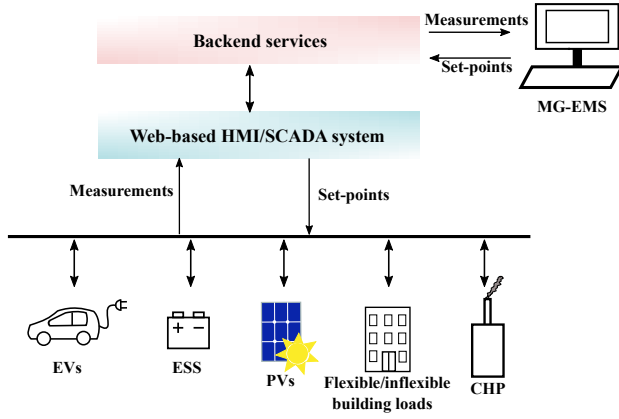 Measurements
Backend services
Set-points
MG-EMS
Web-based HMI/SCADA system
Measurements
Set-points
EVs
ESS
PVs
Flexible/inflexible
building loads
CHP